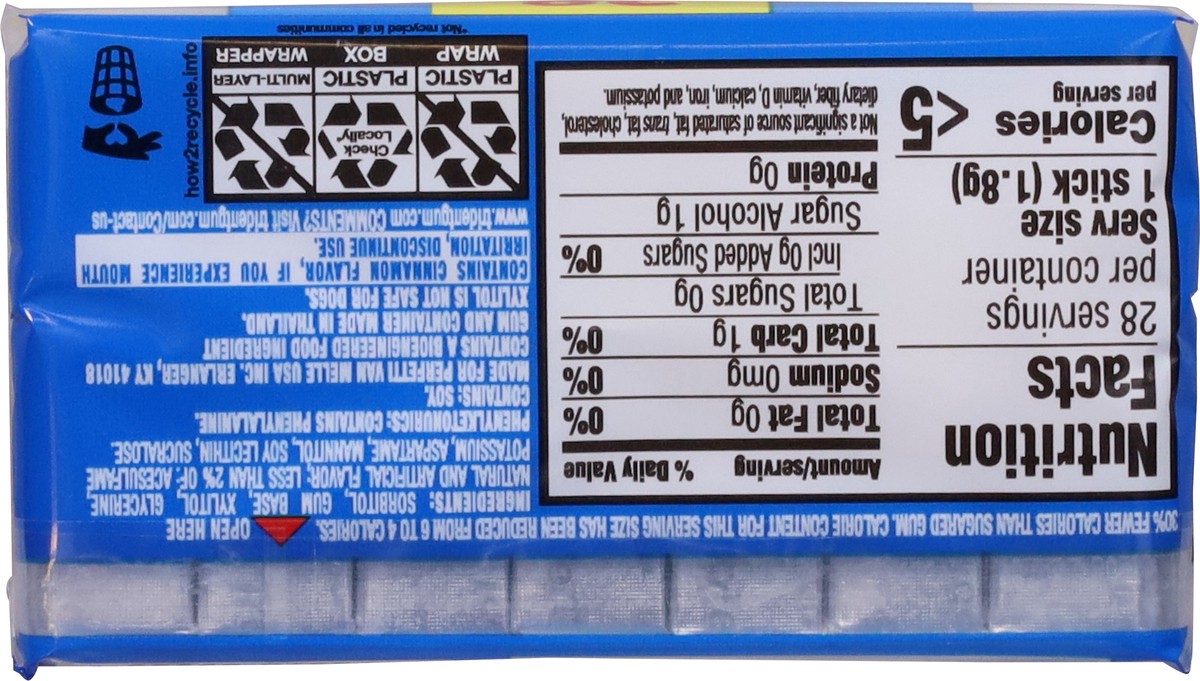 30% FEWER CALORIES THAN SUGARED GUM. CALORIE CONTENT FOR THIS SERVING SIZE HAS BEEN REDUCED FROM 6 TO 4 CALORIES.
OPEN HERE
Nutrition
Facts
28 servings
per container
Serv size
1 stick (1.8g)
Calories
per serving
<5
Amount/serving % Daily Value
Total Fat 0g 0%
Sodium 0mg 0%
Total Carb 1g 0%
Total Sugars 0g
Incl 0g Added Sugars 0%
Sugar Alcohol 1g
Protein 0g
Not a significant source of saturated fat, trans fat, cholesterol,
dietary fiber, vitamin D, calcium, iron, and potassium.
INGREDIENTS: SORBITOL, GUM BASE, XYLITOL, GLYCERINE,
NATURAL AND ARTIFICIAL FLAVOR; LESS THAN 2% OF: ACESULFAME
POTASSIUM, ASPARTAME, MANNITOL, SOY LECITHIN, SUCRALOSE.
PHENYLKETONURICS: CONTAINS PHENYLALANINE.
CONTAINS: SOY.
MADE FOR PERFETTI VAN MELLE USA INC. ERLANGER, KY 41018
CONTAINS A BIOENGINEERED FOOD INGREDIENT
GUM AND CONTAINER MADE IN THAILAND.
XYLITOL IS NOT SAFE FOR DOGS.
CONTAINS CINNAMON FLAVOR, IF YOU EXPERIENCE MOUTH
IRRITATION, DISCONTINUE USE.
www.tridentgum.com COMMENTS? Visit tridentgum.com/Contact-us
Check
Locally*
PLASTIC
WRAP
PLASTIC
BOX
MULTI-LAYER
WRAPPER
*Not recycled in all communities
how2recycle.info